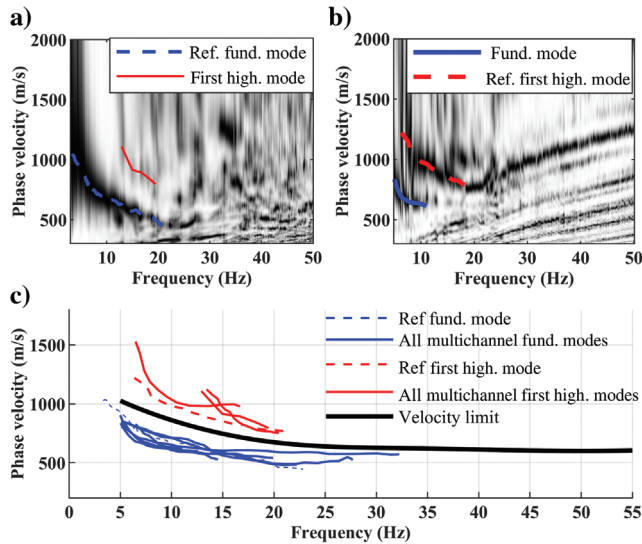 a)
2000
1500
1000
500
Phase velocity (m/s)
Ref. fund. mode
First high. mode
10
20
30
40
50
Frequency (Hz)
b)
2000
1500
1000
500
Phase velocity (m/s)
Fund. mode
Ref. first high. mode
10
20
30
40
50
Frequency (Hz)
c)
1500
1000
500
Phase velocity (m/s)
Ref fund. mode
All multichannel fund. modes
Ref first high. mode
All multichannel first high. modes
Velocity limit
0
5
10
15
20
25
30
35
40
45
50
55
Frequency (Hz)